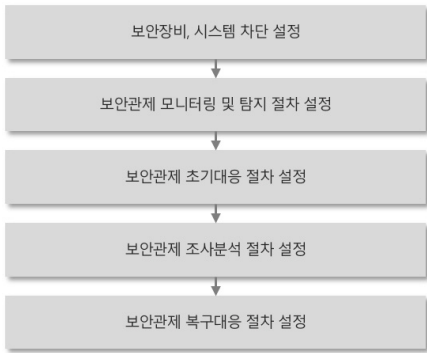 보안장비, 시스템 차단 설정
보안관제 모니터링 및 탐지 절차 설정
보안관제 초기대응 절차 설정
보안관제 조사분석 절차 설정
보안관제 복구대응 절차 설정